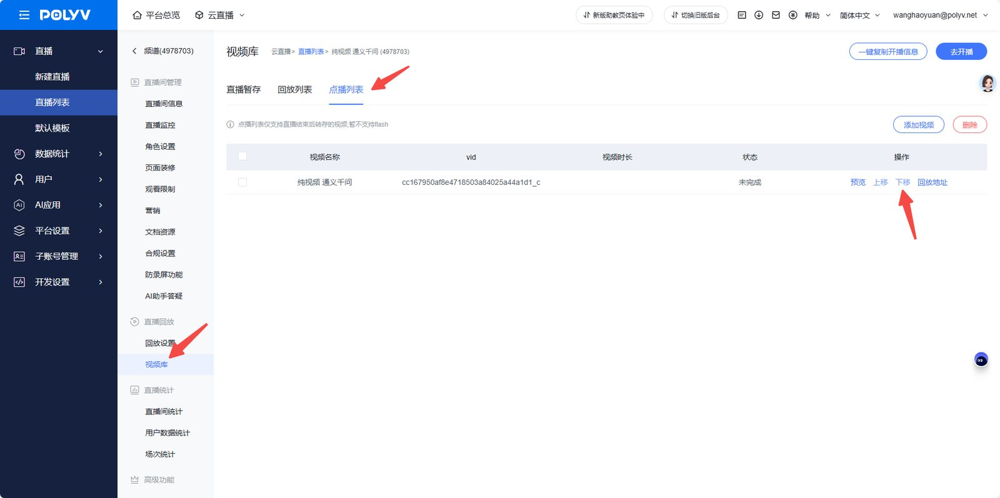 POLYV
平台总览
云直播
新版助教页体验中
切换旧版后台
帮助
简体中文
wanghaoyuan@polyv.net
直播
新建直播
直播列表
默认模板
数据统计
用户
AI应用
平台设置
子账号管理
开发设置
频道(4978703)
直播间管理
直播间信息
直播监控
角色设置
页面装修
观看限制
营销
文档资源
合规设置
防录屏功能
AI助手答疑
直播回放
回放设置
视频库
直播统计
直播间统计
用户数据统计
场次统计
高级功能
视频库
云直播> 直播列表> 纯视频 通义千问 (4978703)
一键复制开播信息
去开播
直播暂存
回放列表
点播列表
点播列表仅支持直播结束后转存的视频,暂不支持flash
添加视频
删除
视频名称 vid 视频时长 状态 操作
纯视频 通义千问 cc167950af8e4718503a84025a44a1d1_c 未完成 预览 上移 下移 回放地址